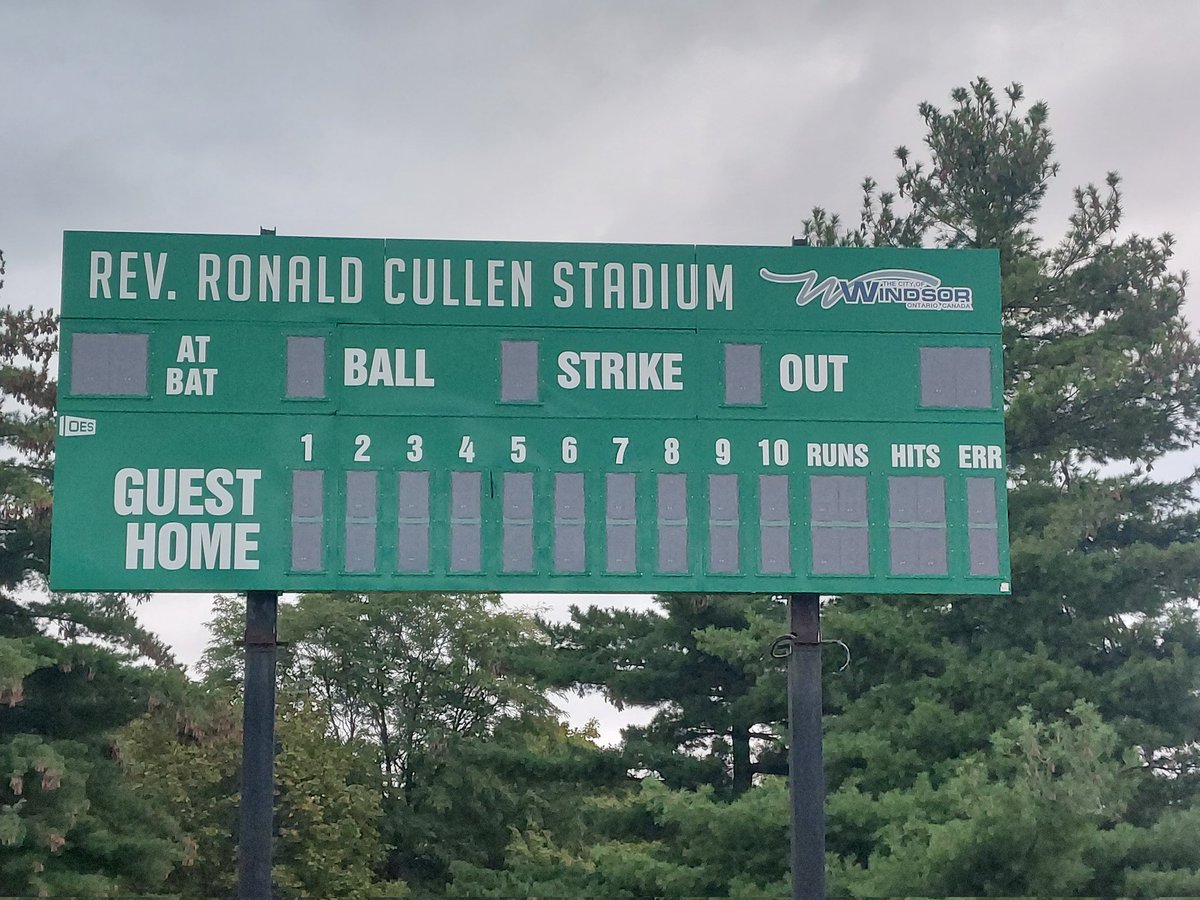 REV. RONALD CULLEN STADIUM
THE CITY OF
WINDSOR
ONTARIO, CANADA
AT BAT BALL STRIKE OUT
OES
1 2 3 4 5 6 7 8 9 10 RUNS HITS ERR
GUEST
HOME